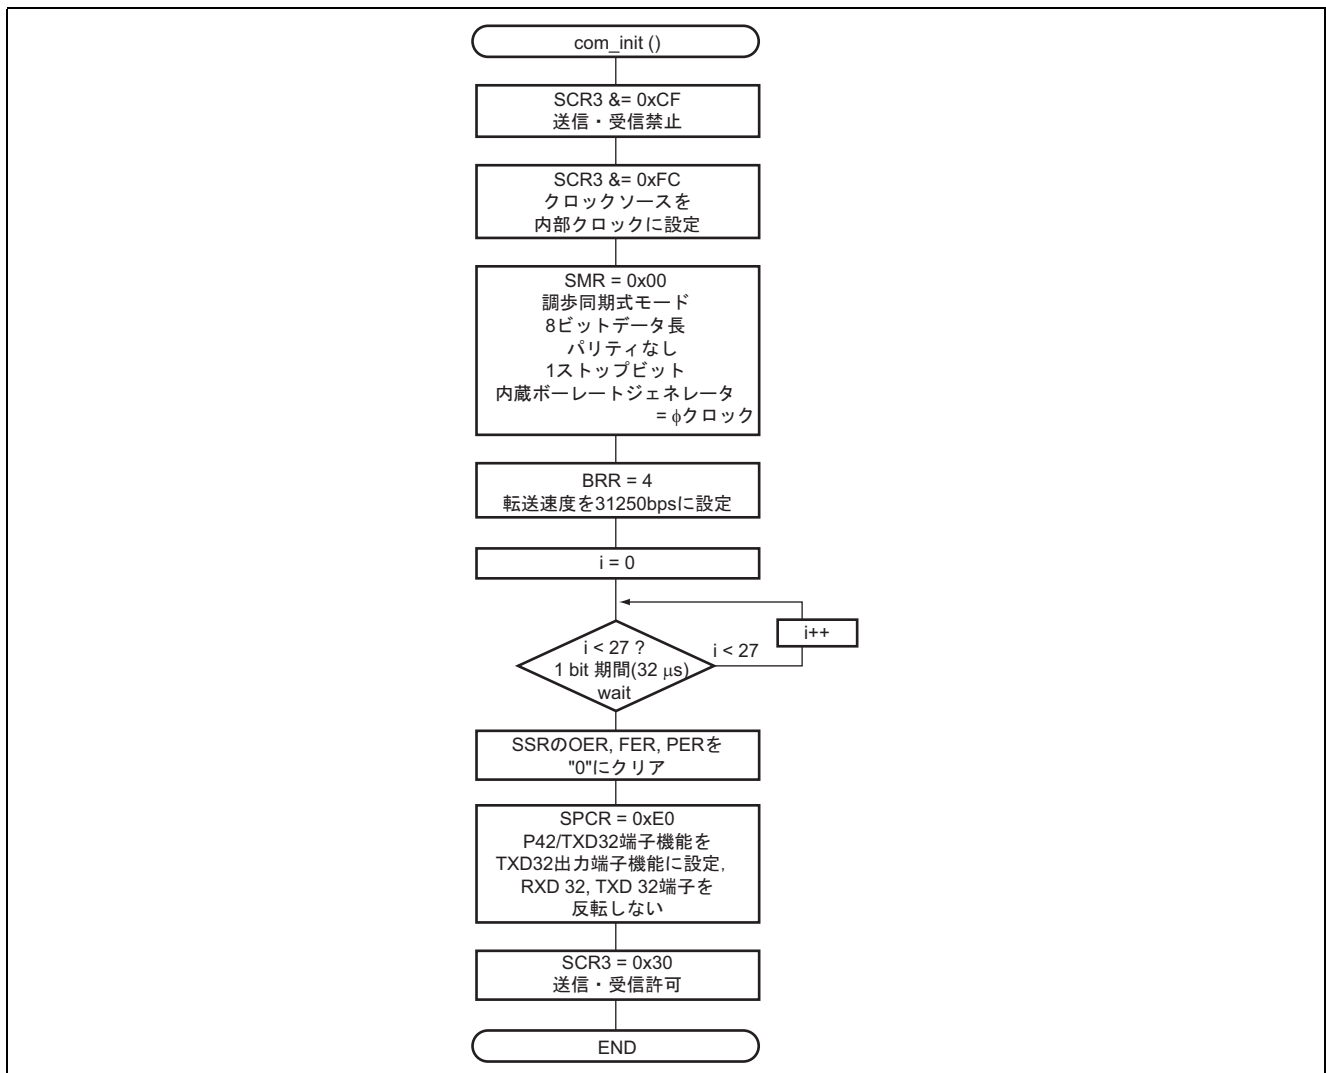 com_init ()
SCR3 &= 0xCF
送信・受信禁止
SCR3 &= 0xFC
クロックソースを
内部クロックに設定
SMR = 0x00
調歩同期式モード
8ビットデータ長
パリティなし
1ストップビット
内蔵ボーレートジェネレータ
= ϕクロック
BRR = 4
転送速度を31250bpsに設定
i = 0
i++
i < 27 ?
i < 27
1 bit 期間(32 μs)
wait
SSRのOER, FER, PERを
"0"にクリア
SPCR = 0xE0
P42/TXD32端子機能を
TXD32出力端子機能に設定,
RXD 32, TXD 32端子を
反転しない
SCR3 = 0x30
送信・受信許可
END